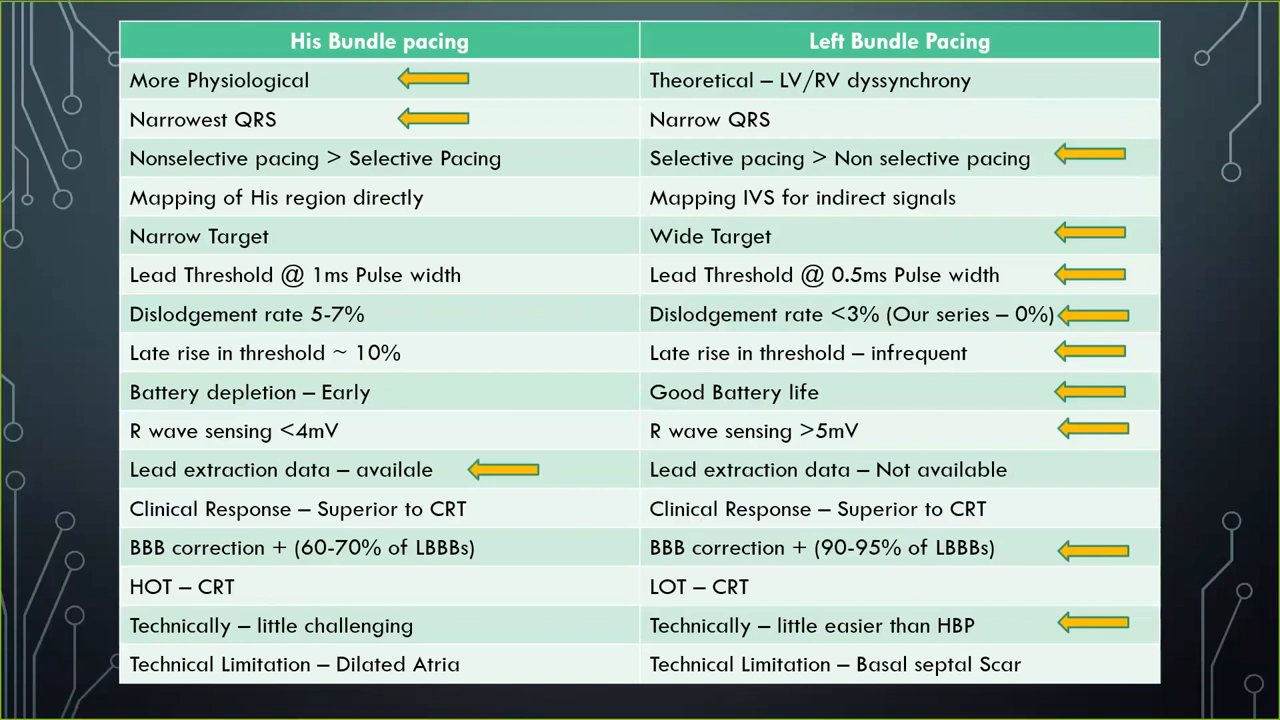 His Bundle pacing Left Bundle Pacing
More Physiological Theoretical – LV/RV dyssynchrony
Narrowest QRS Narrow QRS
Nonselective pacing > Selective Pacing Selective pacing > Non selective pacing
Mapping of His region directly Mapping IVS for indirect signals
Narrow Target Wide Target
Lead Threshold @ 1ms Pulse width Lead Threshold @ 0.5ms Pulse width
Dislodgement rate 5-7% Dislodgement rate <3% (Our series – 0%)
Late rise in threshold ~ 10% Late rise in threshold – infrequent
Battery depletion – Early Good Battery life
R wave sensing <4mV R wave sensing >5mV
Lead extraction data – availale Lead extraction data – Not available
Clinical Response – Superior to CRT Clinical Response – Superior to CRT
BBB correction + (60-70% of LBBBs) BBB correction + (90-95% of LBBBs)
HOT – CRT LOT – CRT
Technically – little challenging Technically – little easier than HBP
Technical Limitation – Dilated Atria Technical Limitation – Basal septal Scar